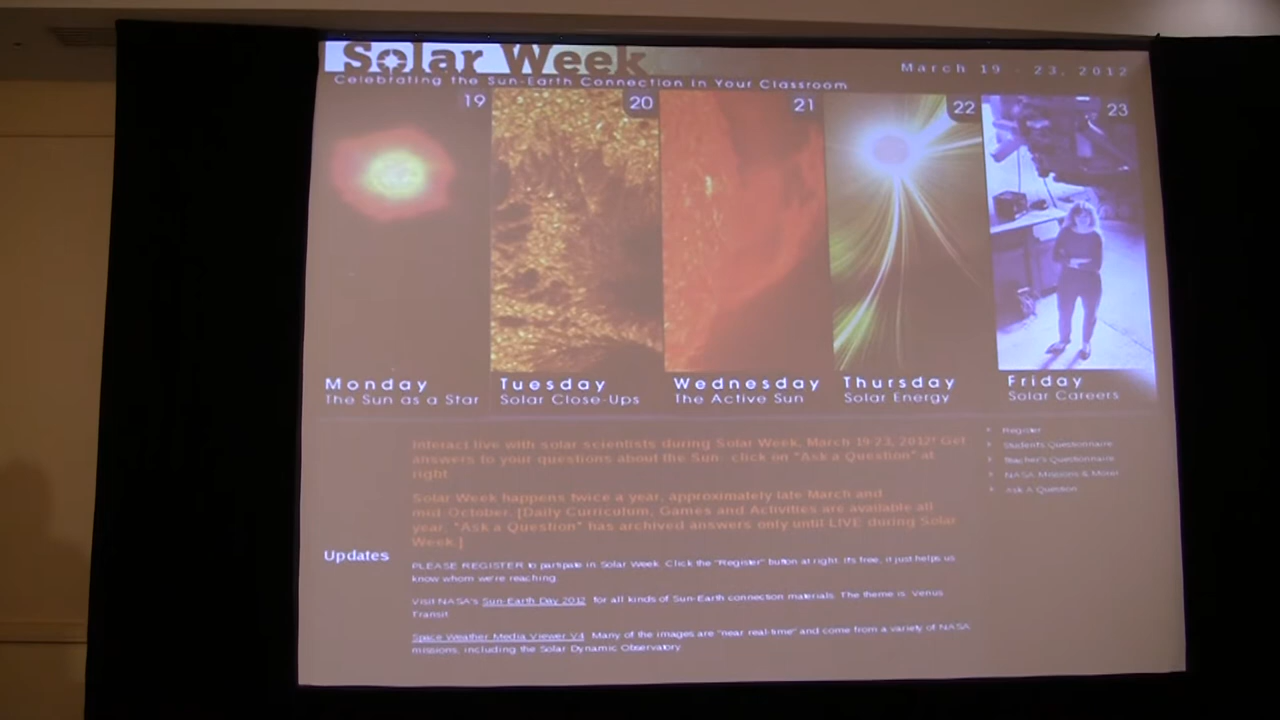 Solar Week
March 19 - 23, 2012
Celebrating the Sun-Earth Connection in Your Classroom
19
20
21
22
23
Monday
The Sun as a Star
Tuesday
Solar Close-Ups
Wednesday
The Active Sun
Thursday
Solar Energy
Friday
Solar Careers
Interact live with solar scientists during Solar Week, March 19-23, 2012! Get
answers to your questions about the Sun - click on "Ask a Question" at
right
Solar Week happens twice a year, approximately late March and
mid-October. [Daily Curriculum, Games and Activities are available all
year, "Ask a Question" has archived answers only until LIVE during Solar
Week.]
Updates
PLEASE REGISTER to partipate in Solar Week. Click the "Register" button at right. It's free, it just helps us
know whom we're reaching.
Visit NASA's Sun-Earth Day 2012 for all kinds of Sun-Earth connection materials. The theme is Venus
Transit
Space Weather Media Viewer V4. Many of the images are "near real-time" and come from a variety of NASA
missions, including the Solar Dynamic Observatory
Register
Students Questionnaire
Teacher's Questionnaire
NASA Missions & More!
Ask A Question